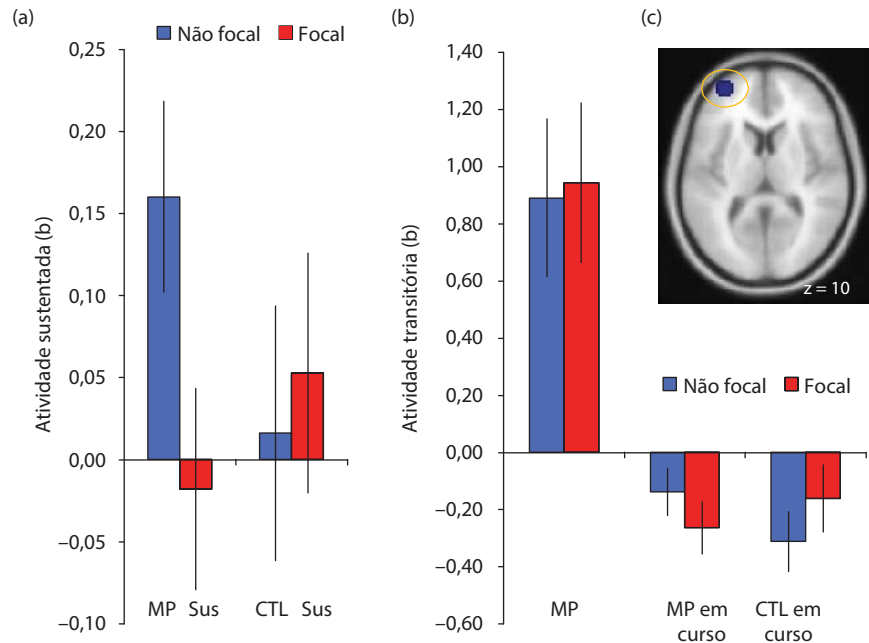 (a)
Não focal Focal
Atividade sustentada (b)
0,25
0,20
0,15
0,10
0,05
0,00
–0,05
–0,10
MP Sus CTL Sus
(b)
Atividade transitória (b)
1,40
1,20
1,00
0,80
0,60
0,40
0,20
0,00
–0,20
–0,40
–0,60
MP
MP em
curso
CTL em
curso
(c)
z = 10
Não focal Focal